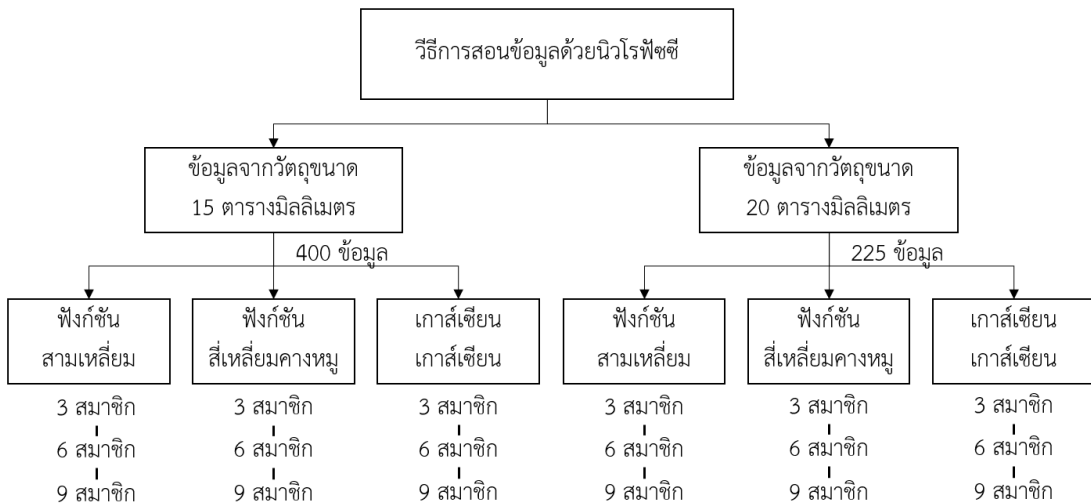 วีธีการสอนข้อมูลด้วยนิวโรฟัซซี
ข้อมูลจากวัตถุขนาด
15 ตารางมิลลิเมตร
ข้อมูลจากวัตถุขนาด
20 ตารางมิลลิเมตร
400 ข้อมูล
225 ข้อมูล
ฟังก์ชัน
สามเหลี่ยม
ฟังก์ชัน
สี่เหลี่ยมคางหมู
เกาส์เซียน
เกาส์เซียน
ฟังก์ชัน
สามเหลี่ยม
ฟังก์ชัน
สี่เหลี่ยมคางหมู
เกาส์เซียน
เกาส์เซียน
3 สมาชิก
3 สมาชิก
3 สมาชิก
3 สมาชิก
3 สมาชิก
3 สมาชิก
6 สมาชิก
6 สมาชิก
6 สมาชิก
6 สมาชิก
6 สมาชิก
6 สมาชิก
9 สมาชิก
9 สมาชิก
9 สมาชิก
9 สมาชิก
9 สมาชิก
9 สมาชิก